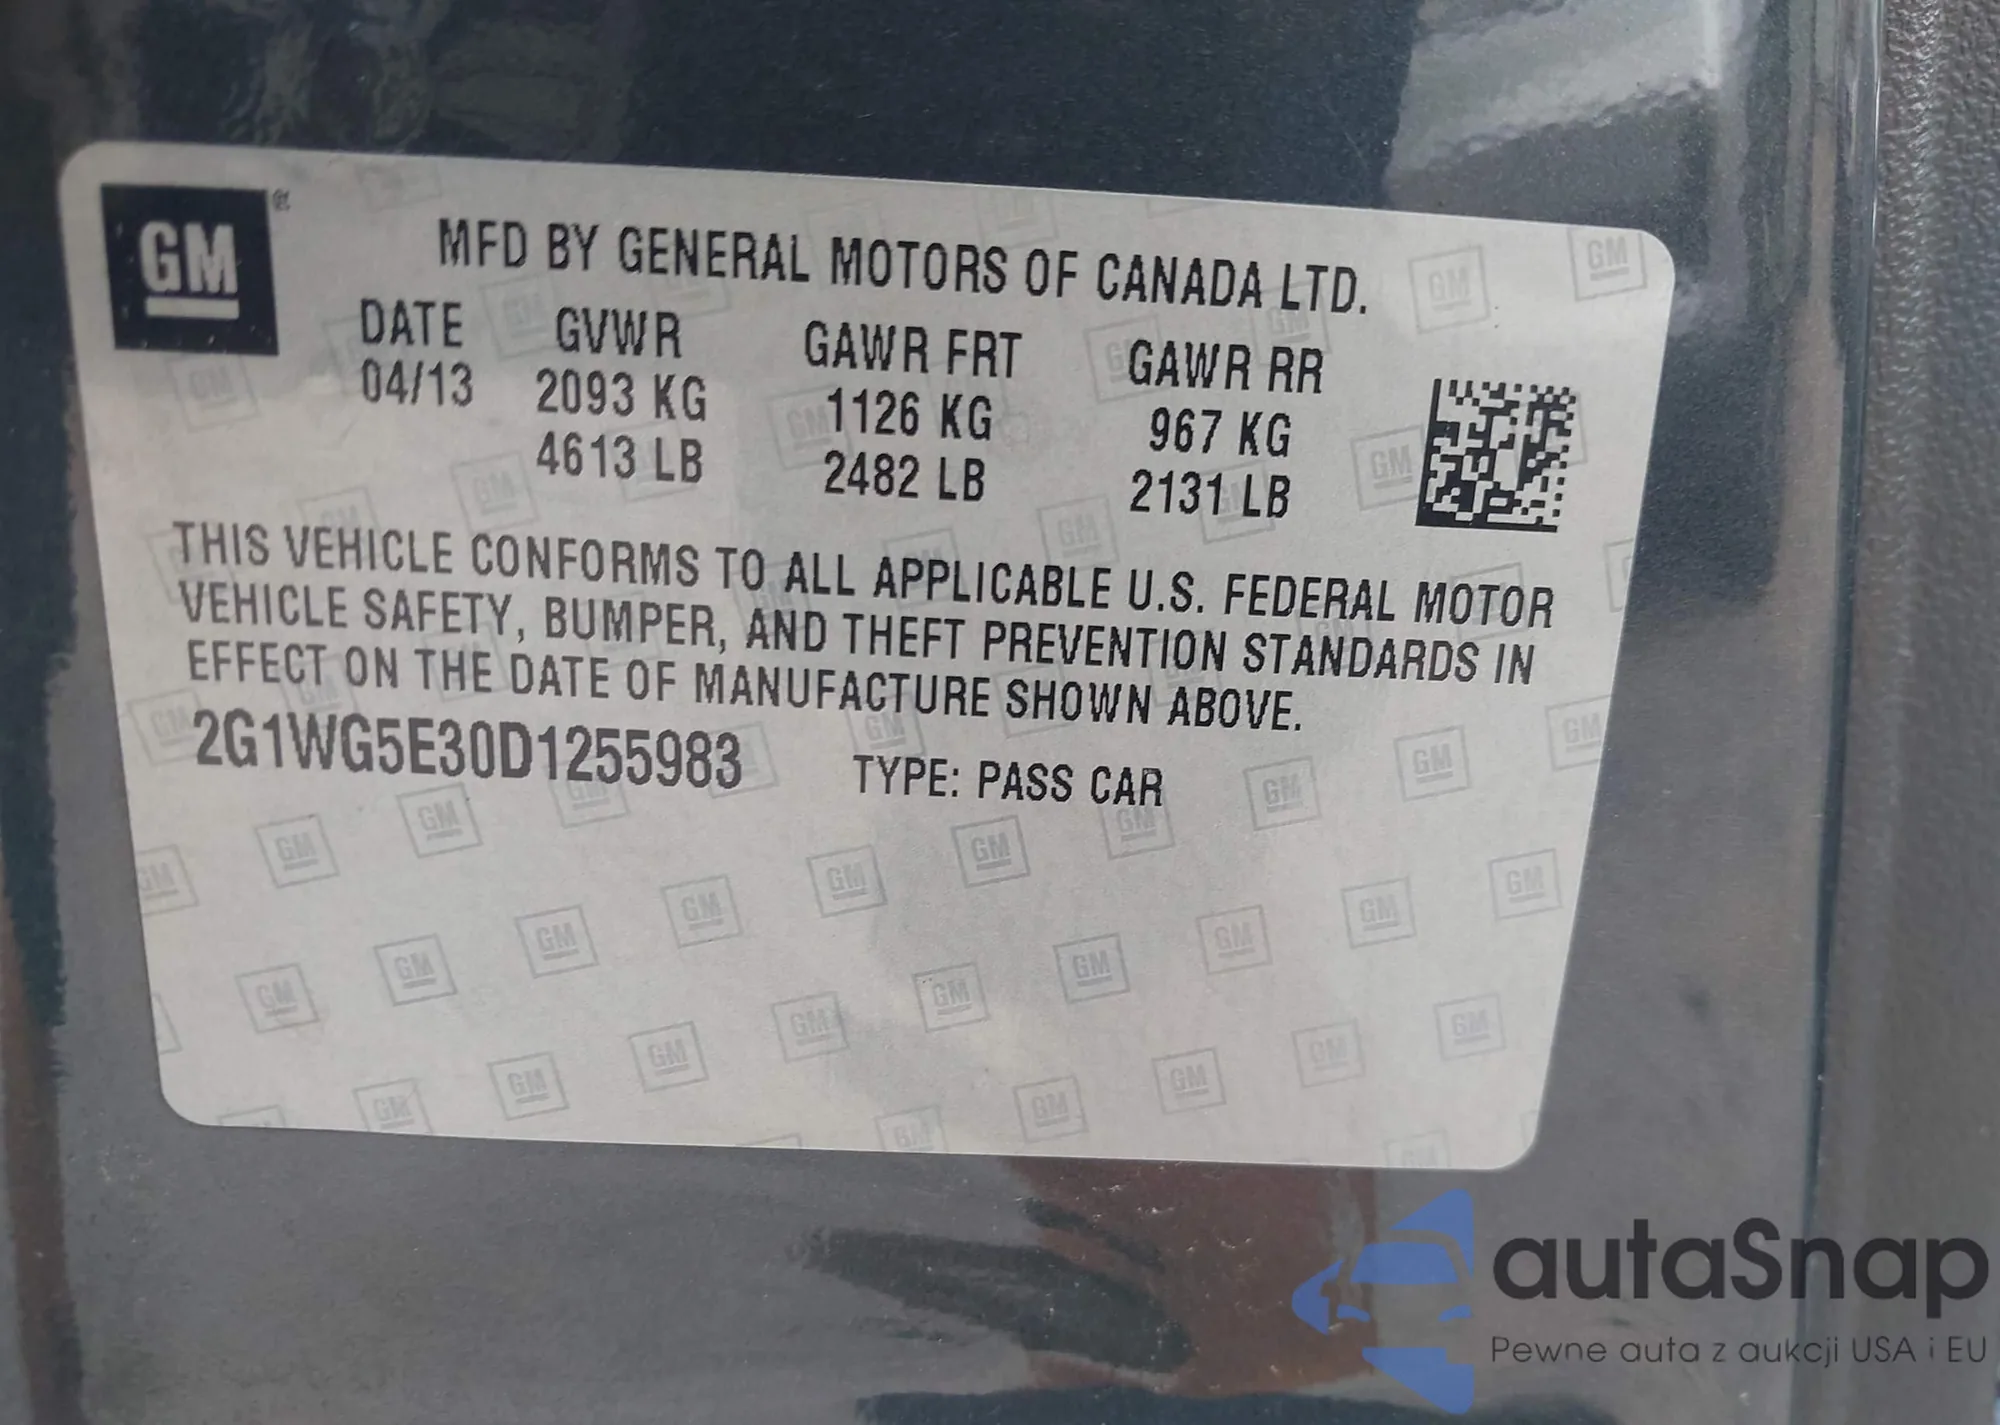 GM
MFD BY GENERAL MOTORS OF CANADA LTD.
DATE GVWR GAWR FRT GAWR RR
04/13 2093 KG 1126 KG 967 KG
4613 LB 2482 LB 2131 LB
THIS VEHICLE CONFORMS TO ALL APPLICABLE U.S. FEDERAL MOTOR
VEHICLE SAFETY, BUMPER, AND THEFT PREVENTION STANDARDS IN
EFFECT ON THE DATE OF MANUFACTURE SHOWN ABOVE.
2G1WG5E30D1255983 TYPE: PASS CAR
autaSnap
Pewne auta z aukcji USA i EU